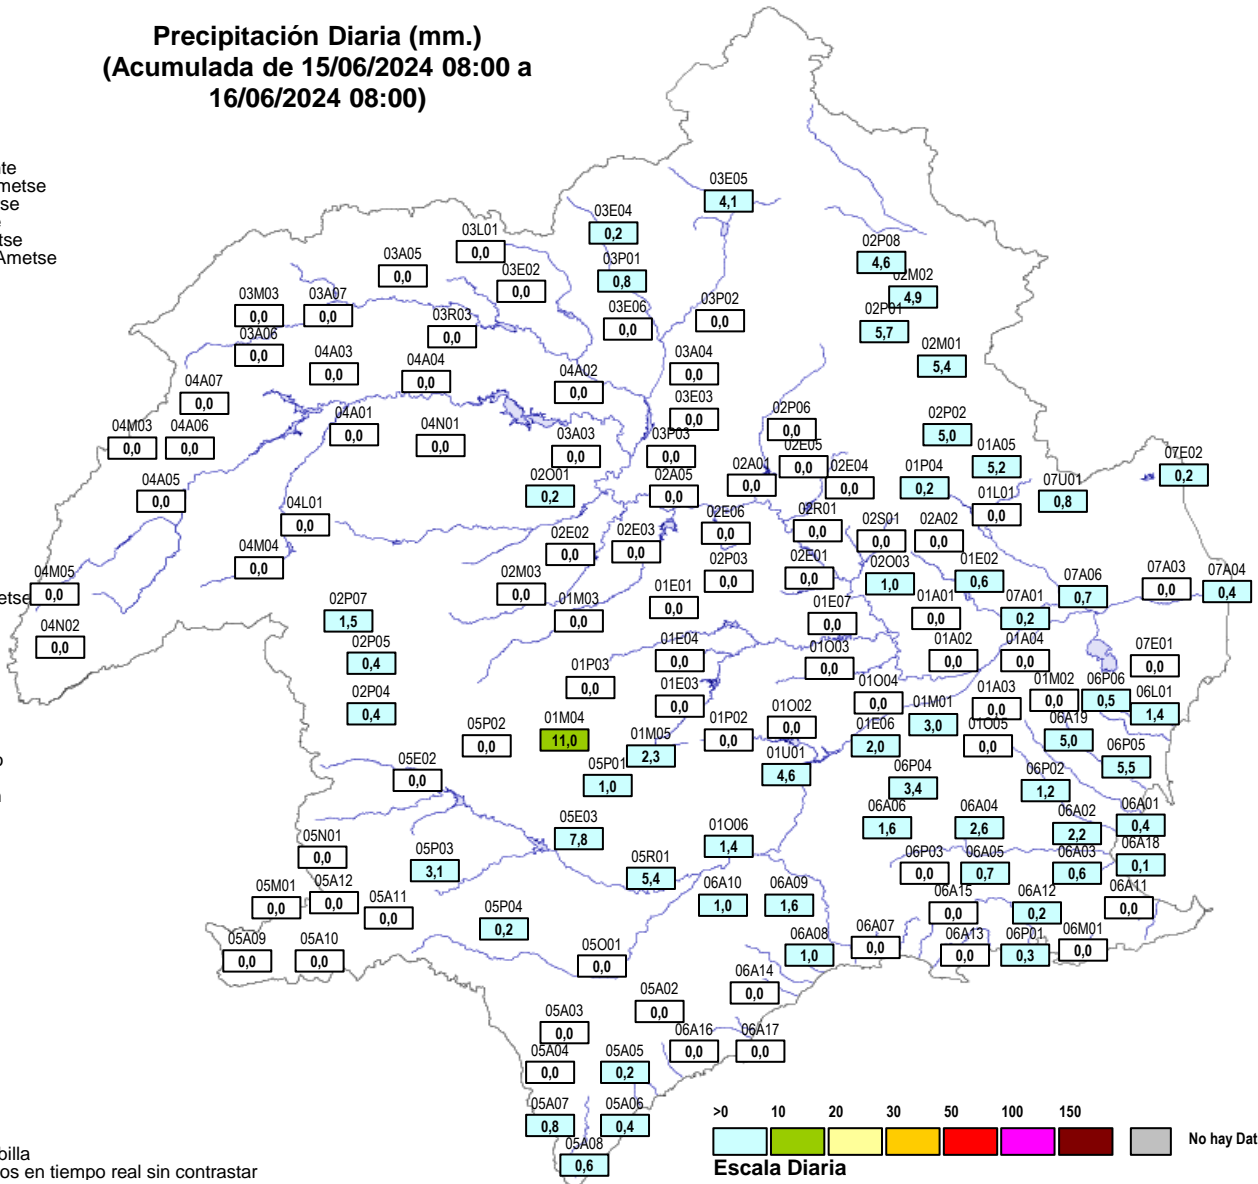 Precipitación Diaria (mm.)
(Acumulada de 15/06/2024 08:00 a
16/06/2024 08:00)
nte
metse
tse
e
tse
Ametse
03E05
4,1
03E04
0,2
03L01
0,0
03A05
0,0
03P01
0,8
03E02
0,0
02P08
4,6
02M02
4,9
03M03
0,0
03A07
0,0
03R03
0,0
03E06
0,0
03P02
0,0
02P01
5,7
03A06
0,0
04A03
0,0
04A04
0,0
04A02
0,0
03A04
0,0
02M01
5,4
04A07
0,0
03E03
0,0
04M03
0,0
04A06
0,0
04A01
0,0
04N01
0,0
03A03
0,0
03P03
0,0
02P06
0,0
02P02
5,0
02E05
0,0
01A05
5,2
07E02
0,2
04A05
0,0
02O01
0,2
02A05
0,0
02A01
0,0
02E04
0,0
01P04
0,2
07U01
0,8
01L01
0,0
04L01
0,0
02E06
0,0
02R01
0,0
02S01
0,0
02A02
0,0
04M04
0,0
02E02
0,0
02E03
0,0
04M05
0,0
etse
02M03
0,0
02P03
0,0
02E01
0,0
02O03
1,0
01E02
0,6
07A06
0,7
07A03
0,0
07A04
0,4
02P07
1,5
01M03
0,0
01E01
0,0
01E07
0,0
01A01
0,0
07A01
0,2
04N02
0,0
02P05
0,4
01E04
0,0
01O03
0,0
01A02
0,0
01A04
0,0
07E01
0,0
01P03
0,0
01E03
0,0
01O04
0,0
01A03
0,0
01M02
0,0
06P06
0,5
06L01
1,4
02P04
0,4
05P02
0,0
01M04
11,0
01M05
2,3
01P02
0,0
01O02
0,0
01E06
2,0
01M01
3,0
01O05
0,0
06A19
5,0
06P05
5,5
05E02
0,0
05P01
1,0
01U01
4,6
06P04
3,4
06P02
1,2
05E03
7,8
01O06
1,4
06A06
1,6
06A04
2,6
06A02
2,2
06A01
0,4
05N01
0,0
05P03
3,1
05R01
5,4
06P03
0,0
06A05
0,7
06A03
0,6
06A18
0,1
05M01
0,0
05A12
0,0
05A11
0,0
06A10
1,0
06A09
1,6
06A15
0,0
06A12
0,2
06A11
0,0
05P04
0,2
05A09
0,0
05A10
0,0
05O01
0,0
06A08
1,0
06A07
0,0
06A13
0,0
06P01
0,3
06M01
0,0
06A14
0,0
05A02
0,0
05A03
0,0
06A16
0,0
06A17
0,0
05A04
0,0
05A05
0,2
05A07
0,8
05A06
0,4
05A08
0,6
>0 10 20 30 50 100 150
No hay Dat
Escala Diaria
billa
os en tiempo real sin contrastar